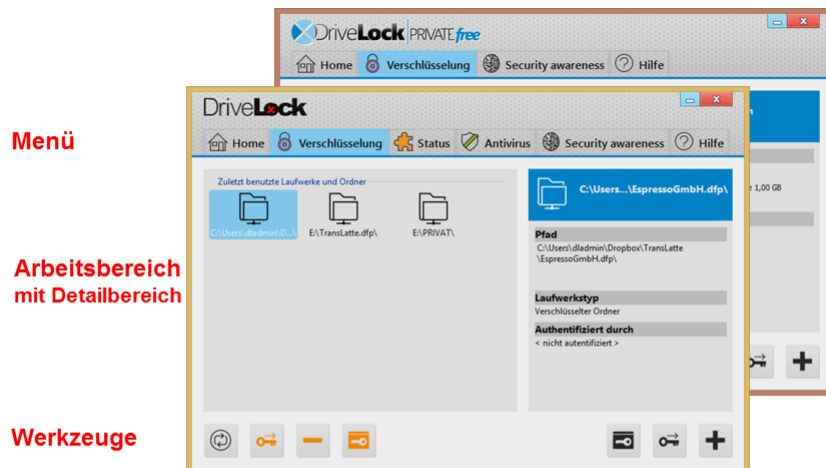 DriveLock PRIVATE free
Home Verschlüsselung Security awareness Hilfe
DriveLock
Home Verschlüsselung Status Antivirus Security awareness Hilfe
Menü
Zuletzt benutzte Laufwerke und Ordner
C:\Users\dladmin\D...\ E:\TransLatte.dfp\ E:\PRIVAT\
C:\Users...\EspressoGmbH.dfp\
1,00 GB
Pfad
C:\Users\dladmin\Dropbox\TransLatte
\EspressoGmbH.dfp\
Arbeitsbereich
mit Detailbereich
Laufwerkstyp
Verschlüsselter Ordner
Authentifiziert durch
< nicht autentifiziert >
Werkzeuge